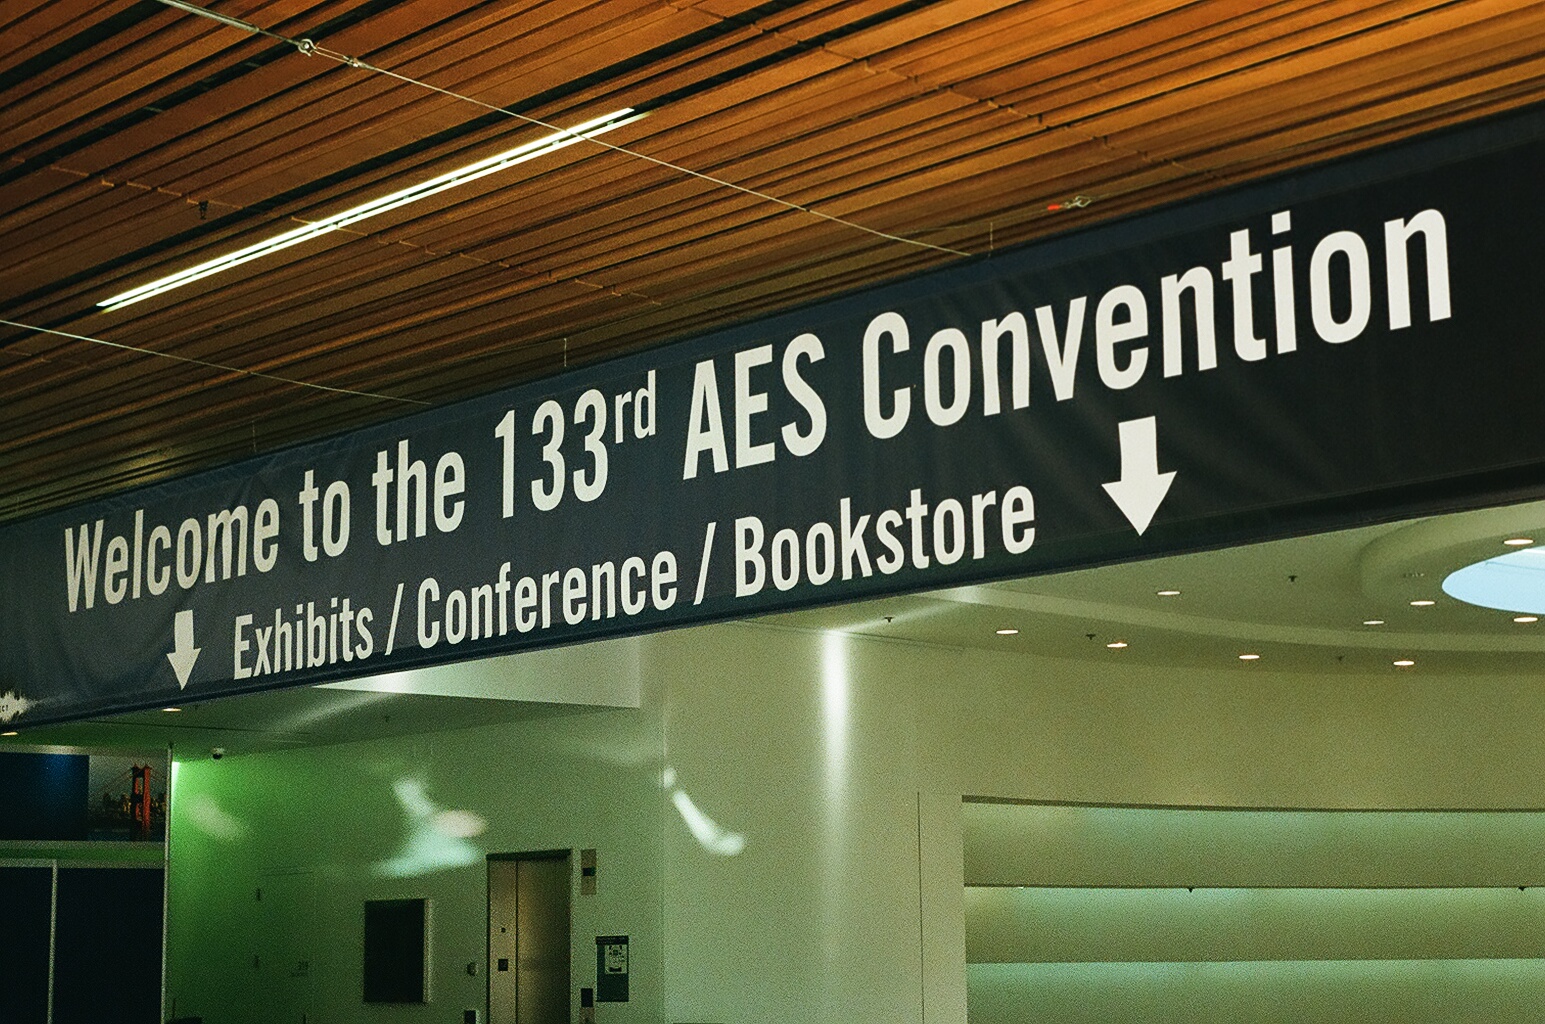 Welcome to the 133rd AES Convention
Exhibits / Conference / Bookstore